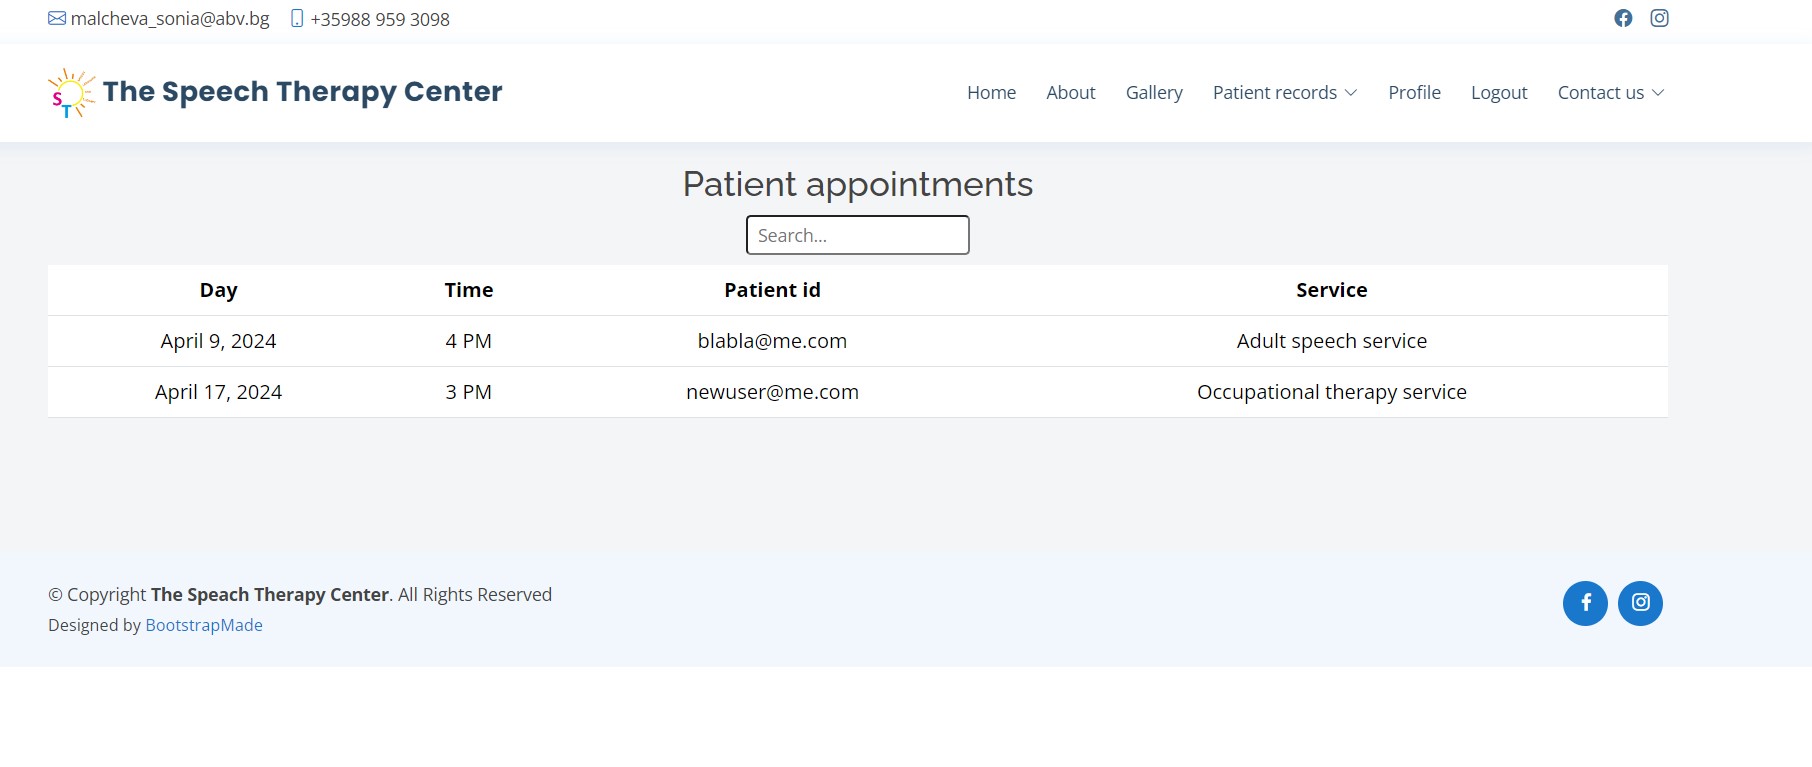 malcheva_sonia@abv.bg +35988 959 3098
ST The Speech Therapy Center
Home About Gallery Patient records Profile Logout Contact us
Patient appointments
Search...
Day Time Patient id Service
April 9, 2024 4 PM blabla@me.com Adult speech service
April 17, 2024 3 PM newuser@me.com Occupational therapy service
© Copyright The Speach Therapy Center. All Rights Reserved
Designed by BootstrapMade